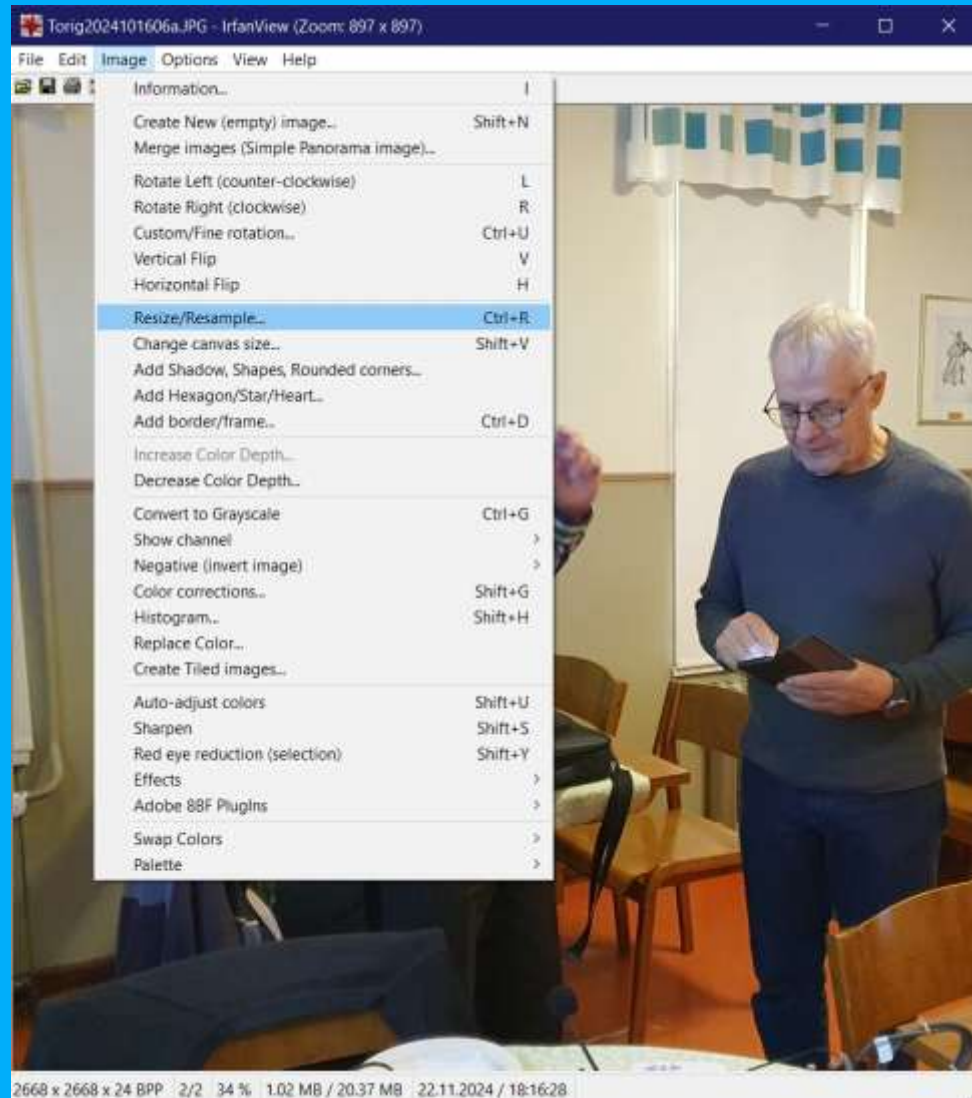 Torig2024101606a.JPG - IrfanView (Zoom: 897 x 897)
File Edit Image Options View Help
Information... I
Create New (empty) image... Shift+N
Merge images (Simple Panorama image)...
Rotate Left (counter-clockwise) L
Rotate Right (clockwise) R
Custom/Fine rotation... Ctrl+U
Vertical Flip V
Horizontal Flip H
Resize/Resample... Ctrl+R
Change canvas size... Shift+V
Add Shadow, Shapes, Rounded corners...
Add Hexagon/Star/Heart...
Add border/frame... Ctrl+D
Increase Color Depth...
Decrease Color Depth...
Convert to Grayscale Ctrl+G
Show channel
Negative (invert image)
Color corrections... Shift+G
Histogram... Shift+H
Replace Color...
Create Tiled images...
Auto-adjust colors Shift+U
Sharpen Shift+S
Red eye reduction (selection) Shift+Y
Effects
Adobe 8BF PlugIns
Swap Colors
Palette
2668 x 2668 x 24 BPP 2/2 34 % 1.02 MB / 20.37 MB 22.11.2024 / 18:16:28